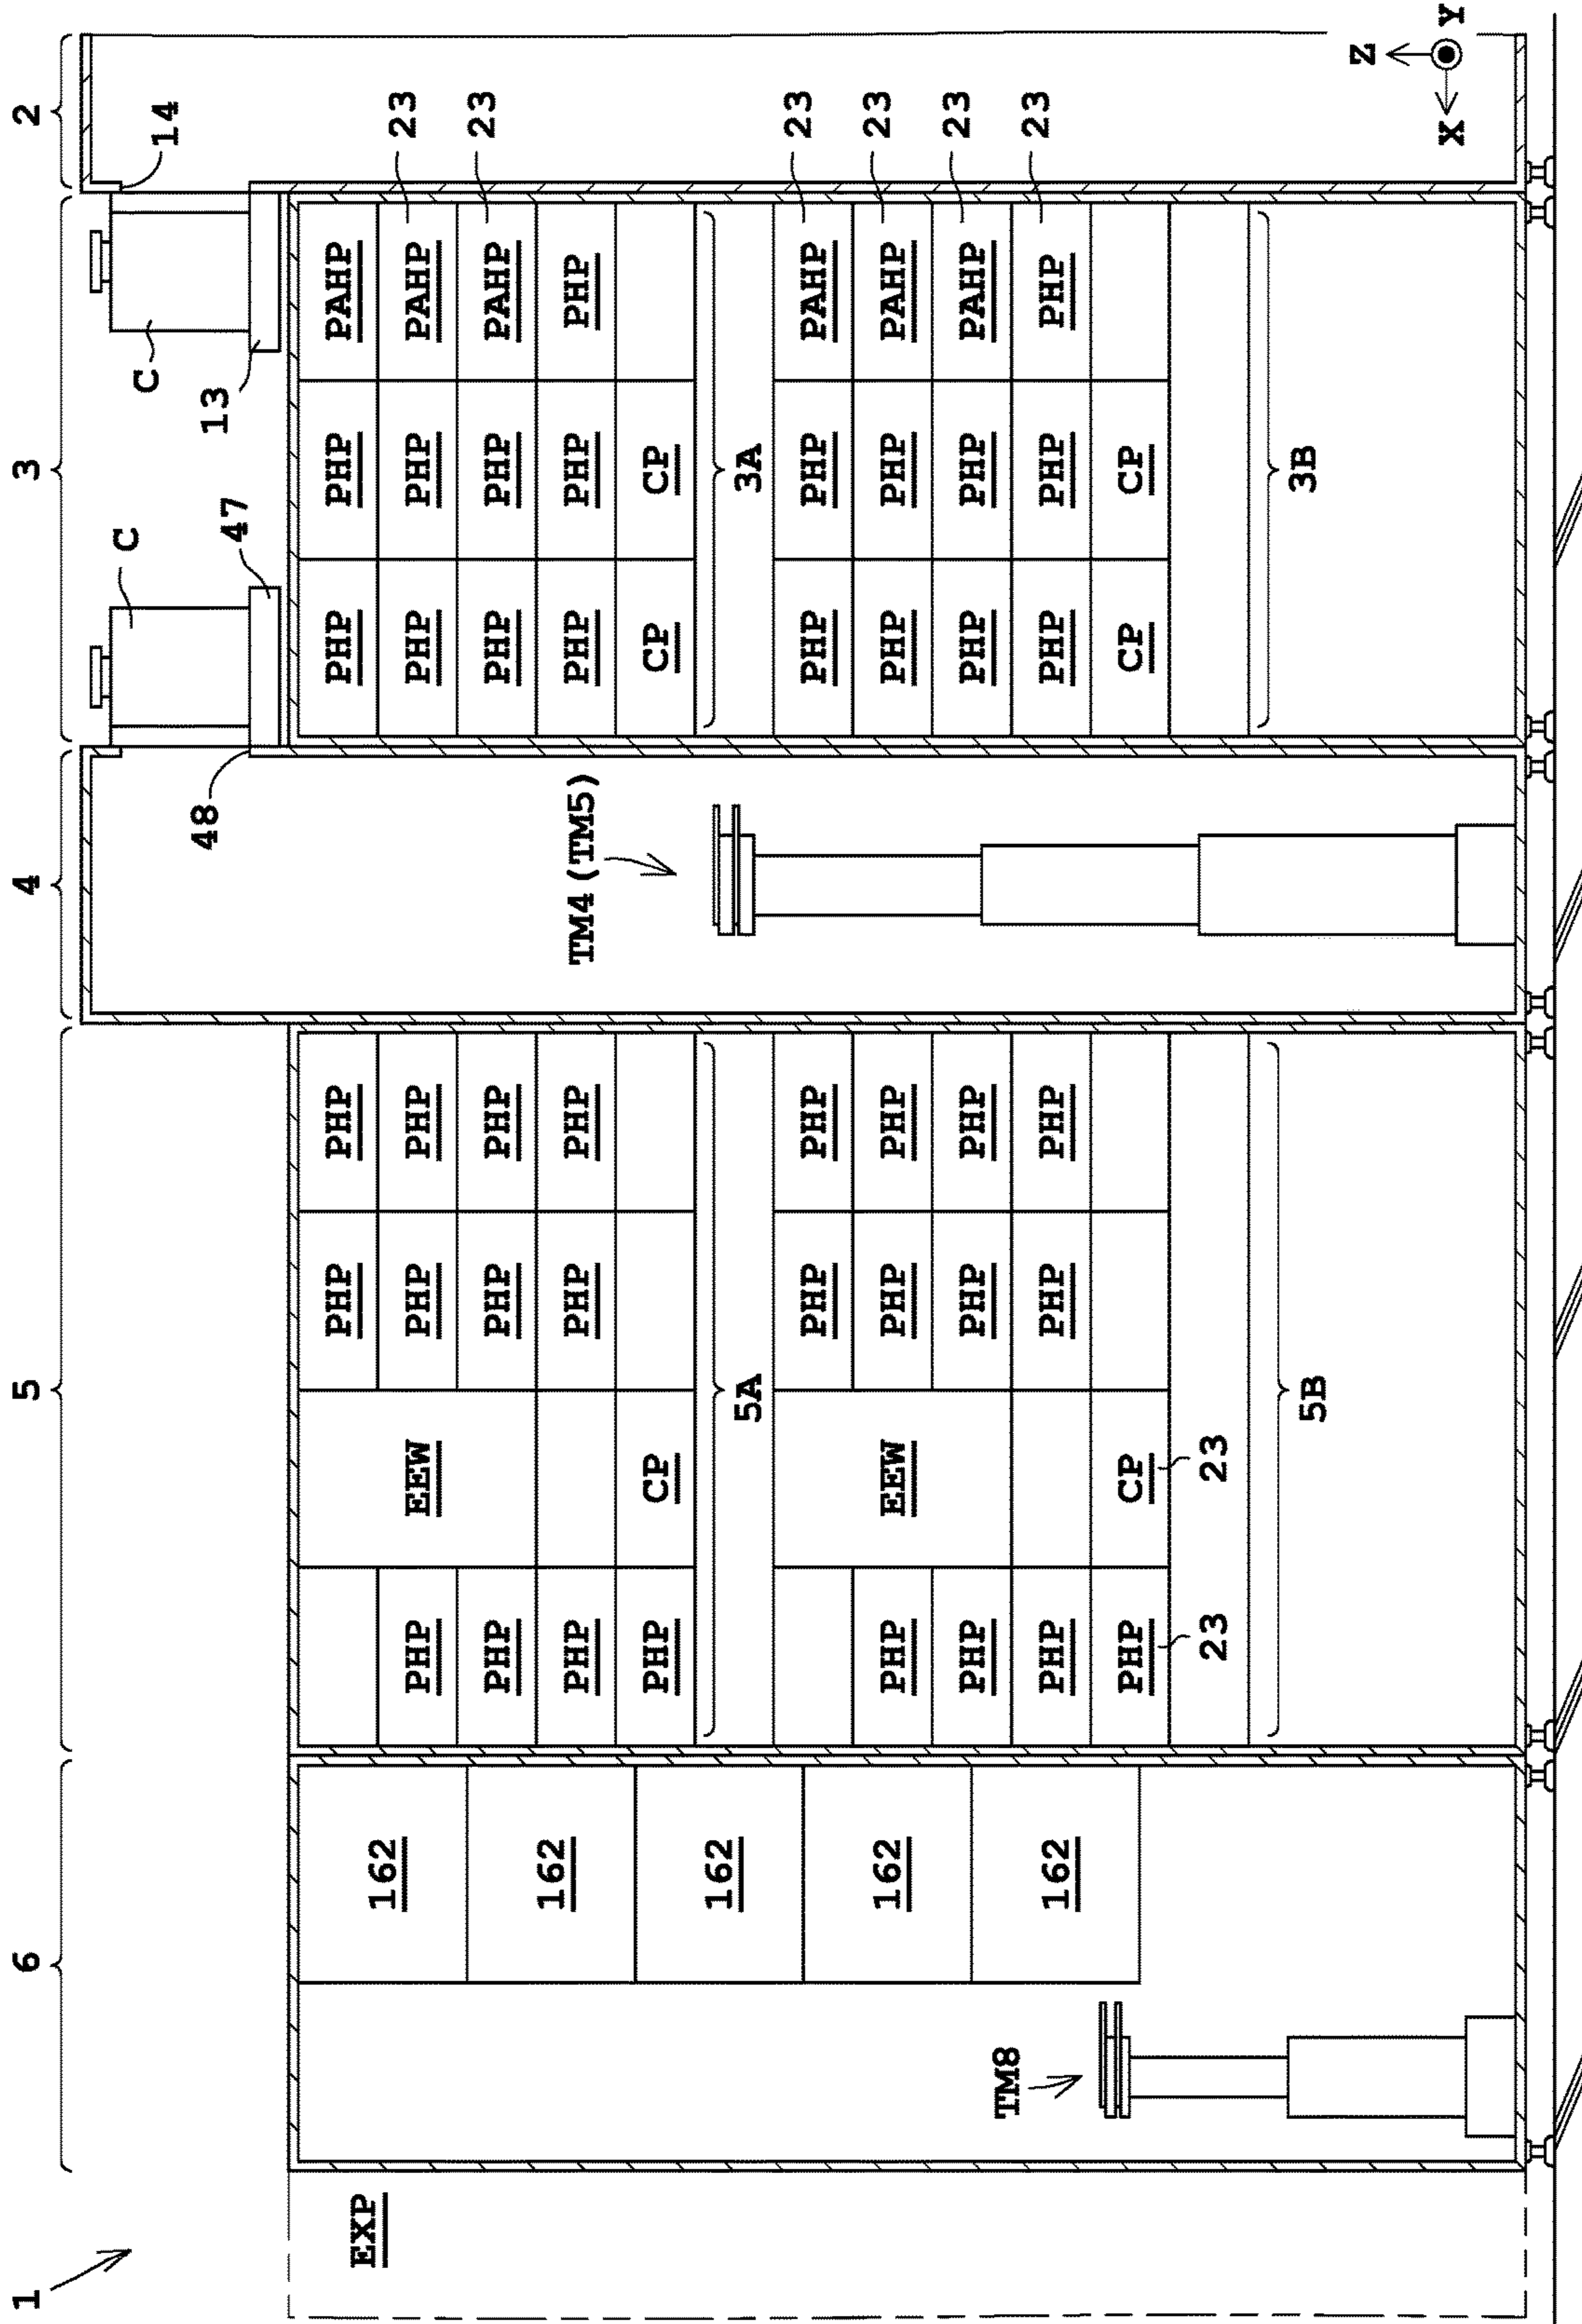 1 6 5 4 3 2
C C 14
48 47 13
EXP 162 PHP PHP PHP PHP PAHP
PHP EEW PHP PHP PHP PHP PAHP 23
162 PHP PHP PHP PHP PHP PAHP 23
PHP PHP PHP TM4(TM5) PHP PHP PHP
PHP CP CP CP
162 5A 3A
PHP PHP PHP PHP PAHP 23
162 PHP EEW PHP PHP PHP PHP PAHP 23
PHP PHP PHP PHP PHP PAHP 23
TM8 162 PHP PHP PHP PHP PHP PHP 23
PHP CP CP CP
23 23
5B 3B
Z
X Y